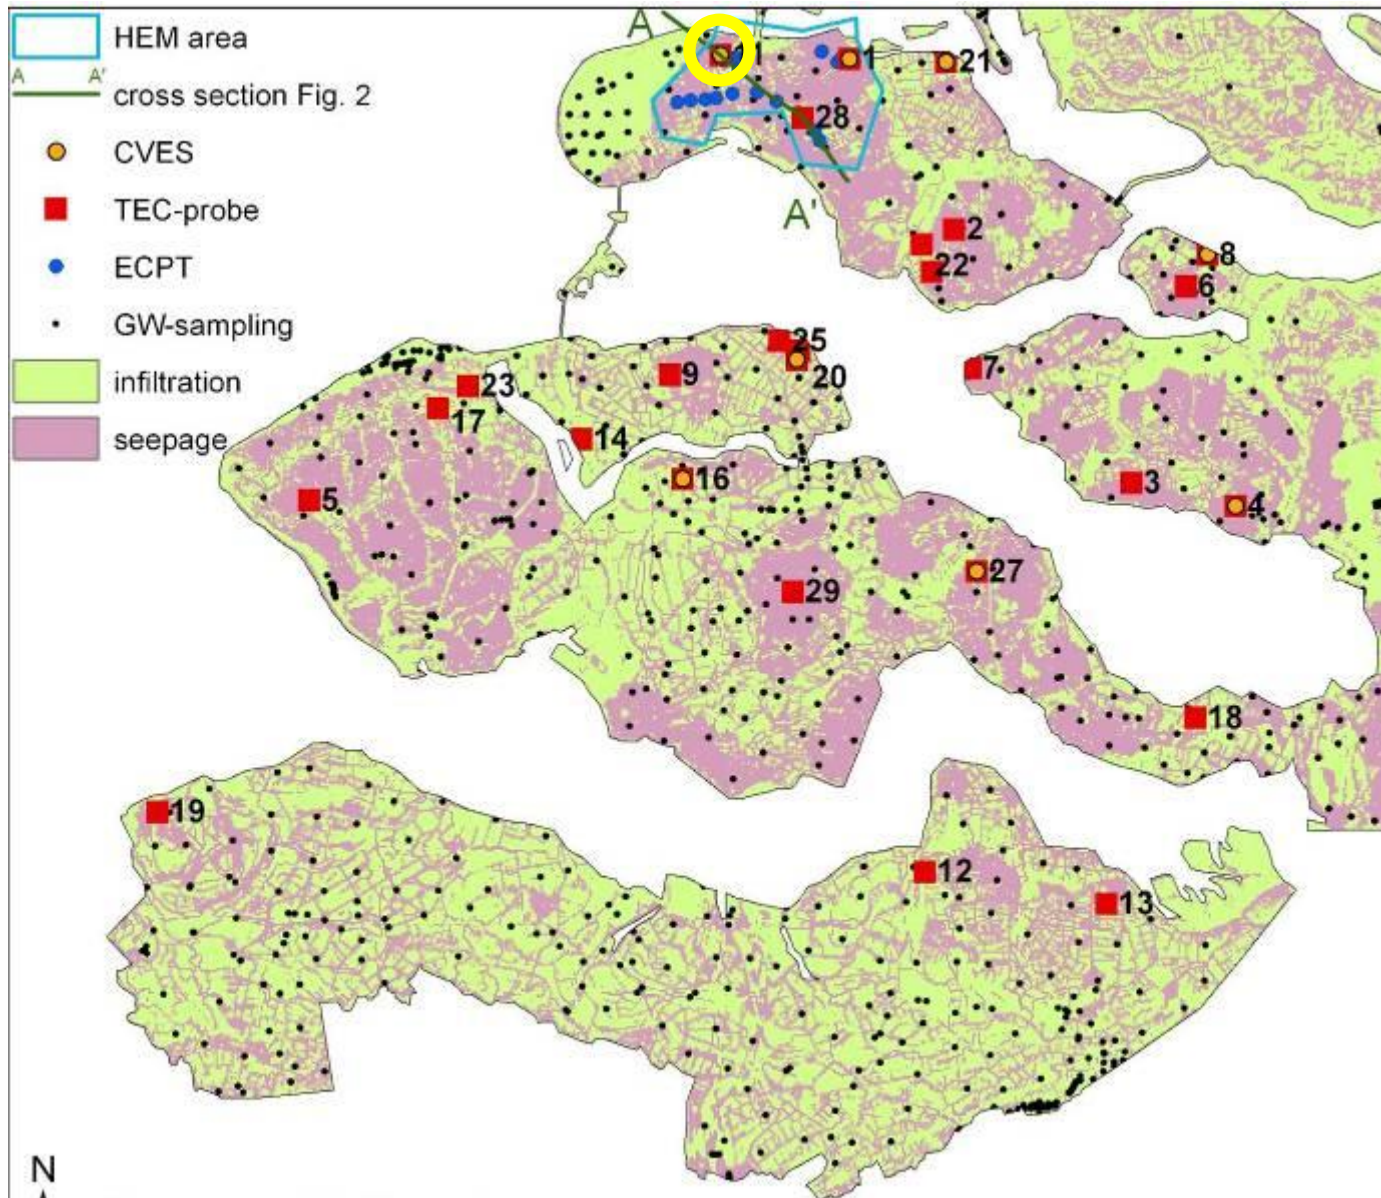 HEM area
A A'
cross section Fig. 2
CVES
TEC-probe
ECPT
GW-sampling
infiltration
seepage
A
11
1
21
28
A'
2
22
8
6
25
20
9
7
23
17
14
16
3
4
5
27
29
18
19
12
13
N